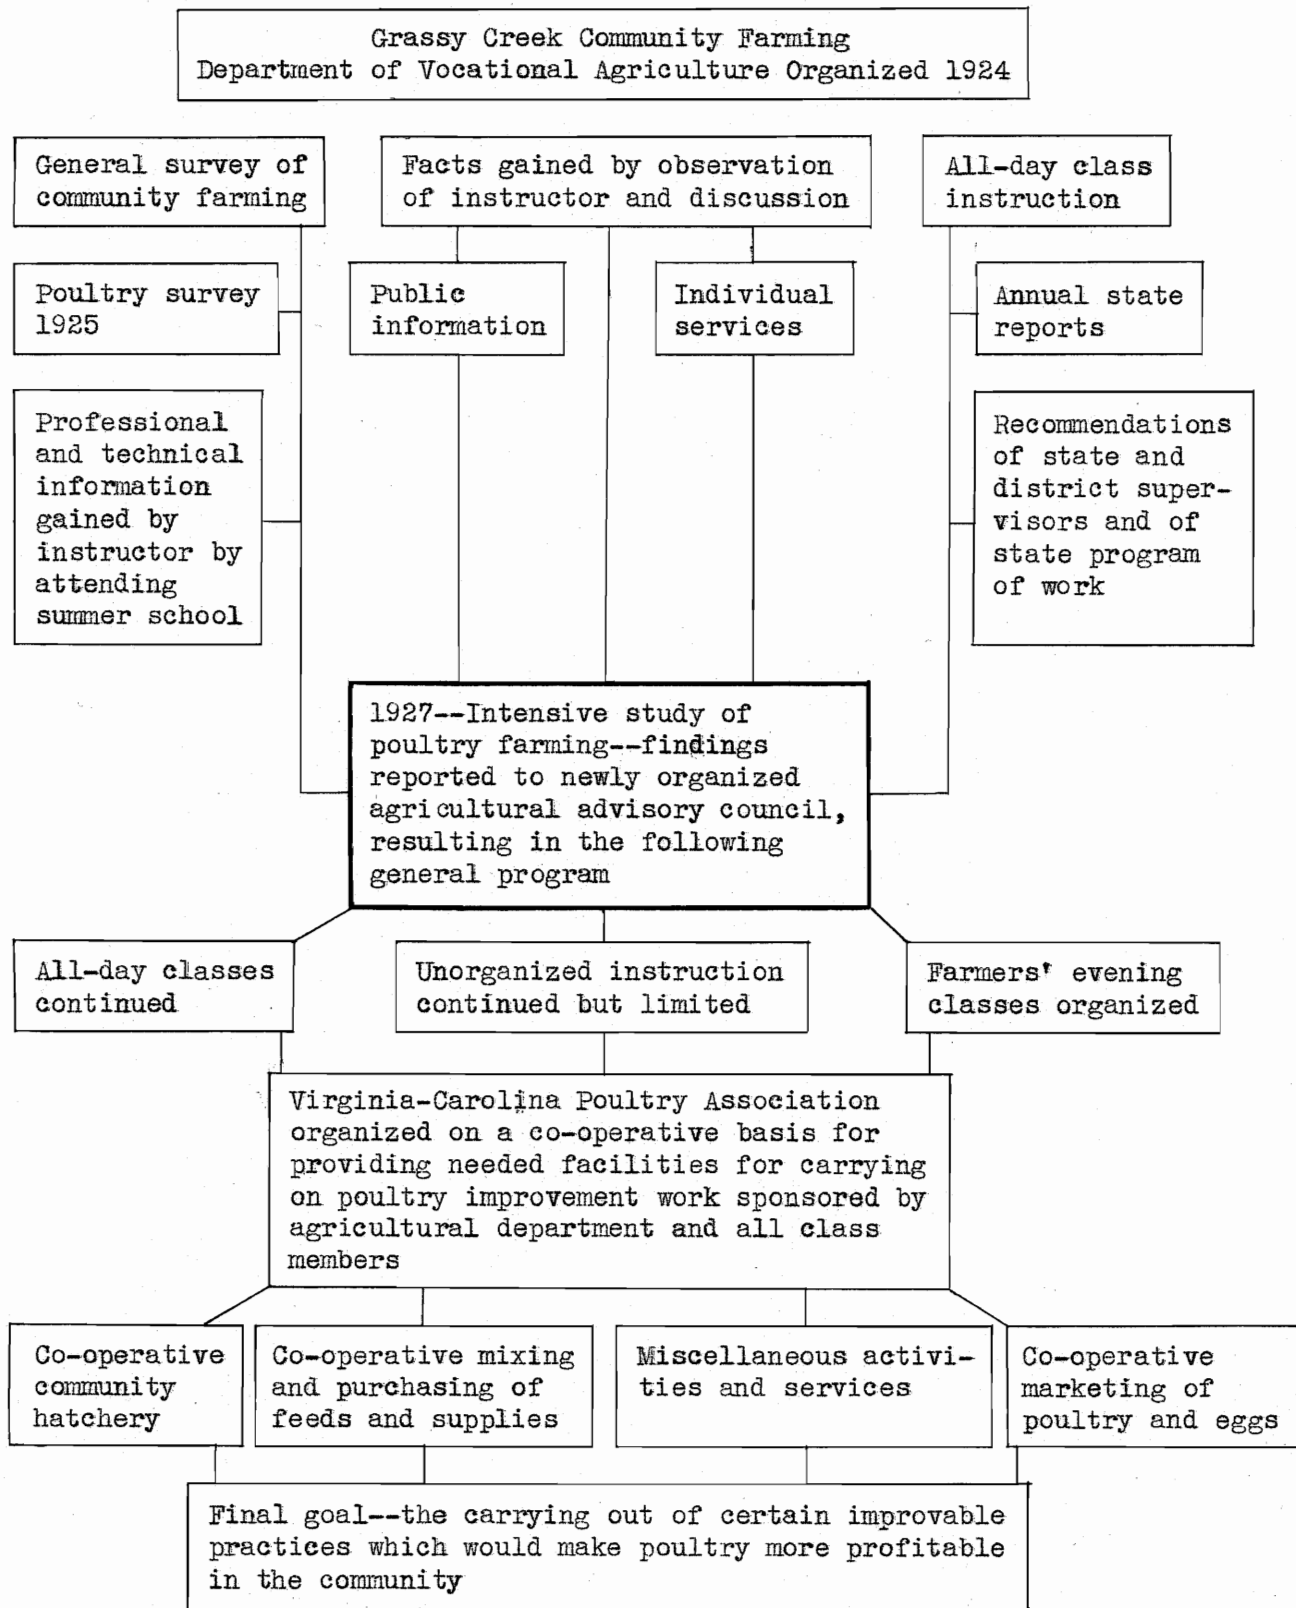 Grassy Creek Community Farming
Department of Vocational Agriculture Organized 1924
General survey of
community farming
Facts gained by observation
of instructor and discussion
All-day class
instruction
Poultry survey
1925
Public
information
Individual
services
Annual state
reports
Professional
and technical
information
gained by
instructor by
attending
summer school
Recommendations
of state and
district super-
visors and of
state program
of work
1927--Intensive study of
poultry farming--findings
reported to newly organized
agricultural advisory council,
resulting in the following
general program
All-day classes
continued
Unorganized instruction
continued but limited
Farmers' evening
classes organized
Virginia-Carolina Poultry Association
organized on a co-operative basis for
providing needed facilities for carrying
on poultry improvement work sponsored by
agricultural department and all class
members
Co-operative
community
hatchery
Co-operative mixing
and purchasing of
feeds and supplies
Miscellaneous activi-
ties and services
Co-operative
marketing of
poultry and eggs
Final goal--the carrying out of certain improvable
practices which would make poultry more profitable
in the community